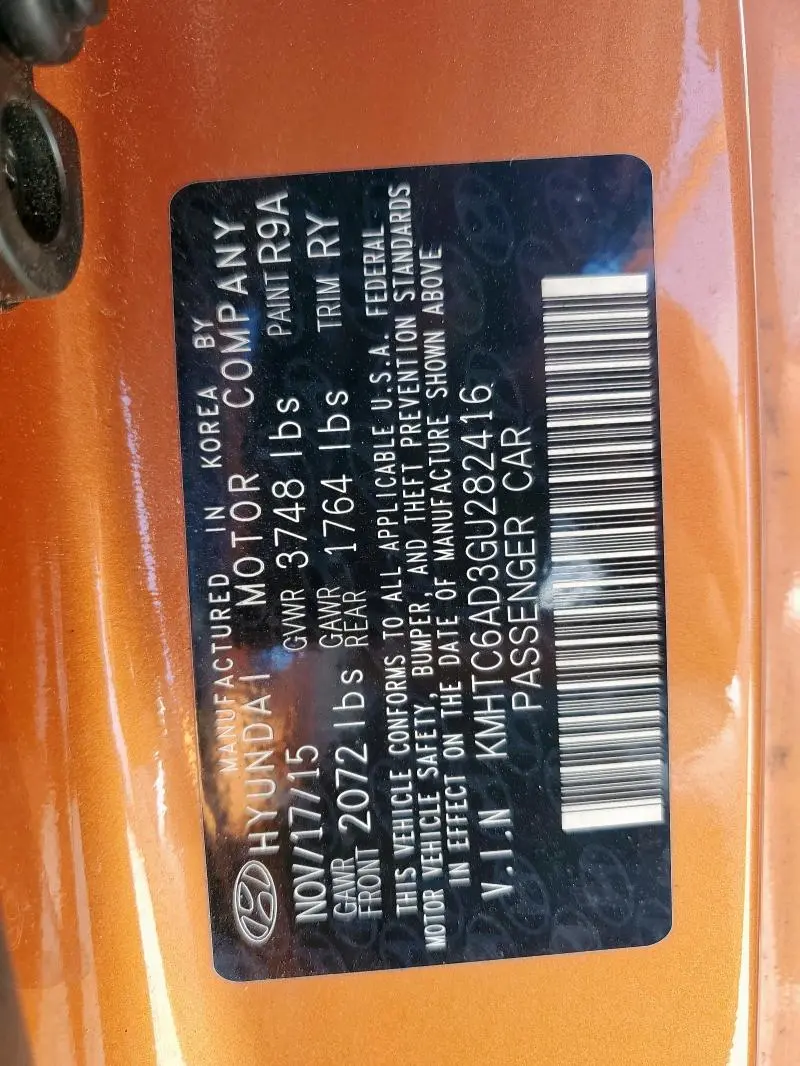 MANUFACTURED IN KOREA BY
HYUNDAI MOTOR COMPANY
NOV/17/15 GVWR 3748 lbs PAINT R9A
GAWR FRONT 2072 lbs GAWR REAR 1764 lbs TRIM RY
THIS VEHICLE CONFORMS TO ALL APPLICABLE U.S.A. FEDERAL
MOTOR VEHICLE SAFETY, BUMPER, AND THEFT PREVENTION STANDARDS
IN EFFECT ON THE DATE OF MANUFACTURE SHOWN ABOVE
V.I.N KMHTC6AD3GU282416
PASSENGER CAR